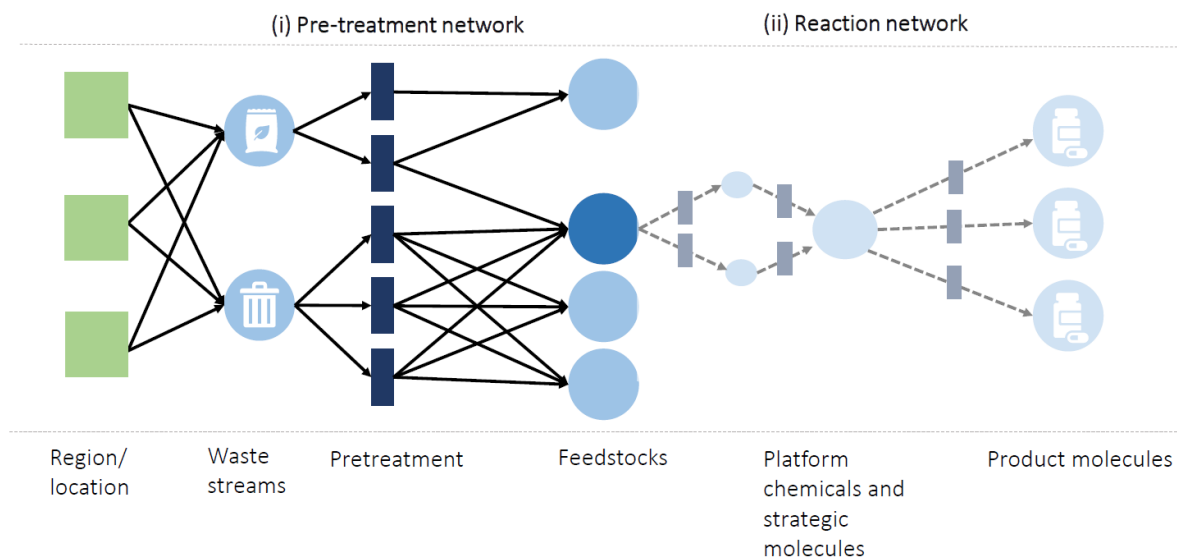 (i) Pre-treatment network
(ii) Reaction network
Region/
location
Waste
streams
Pretreatment
Feedstocks
Platform
chemicals and
strategic
molecules
Product molecules